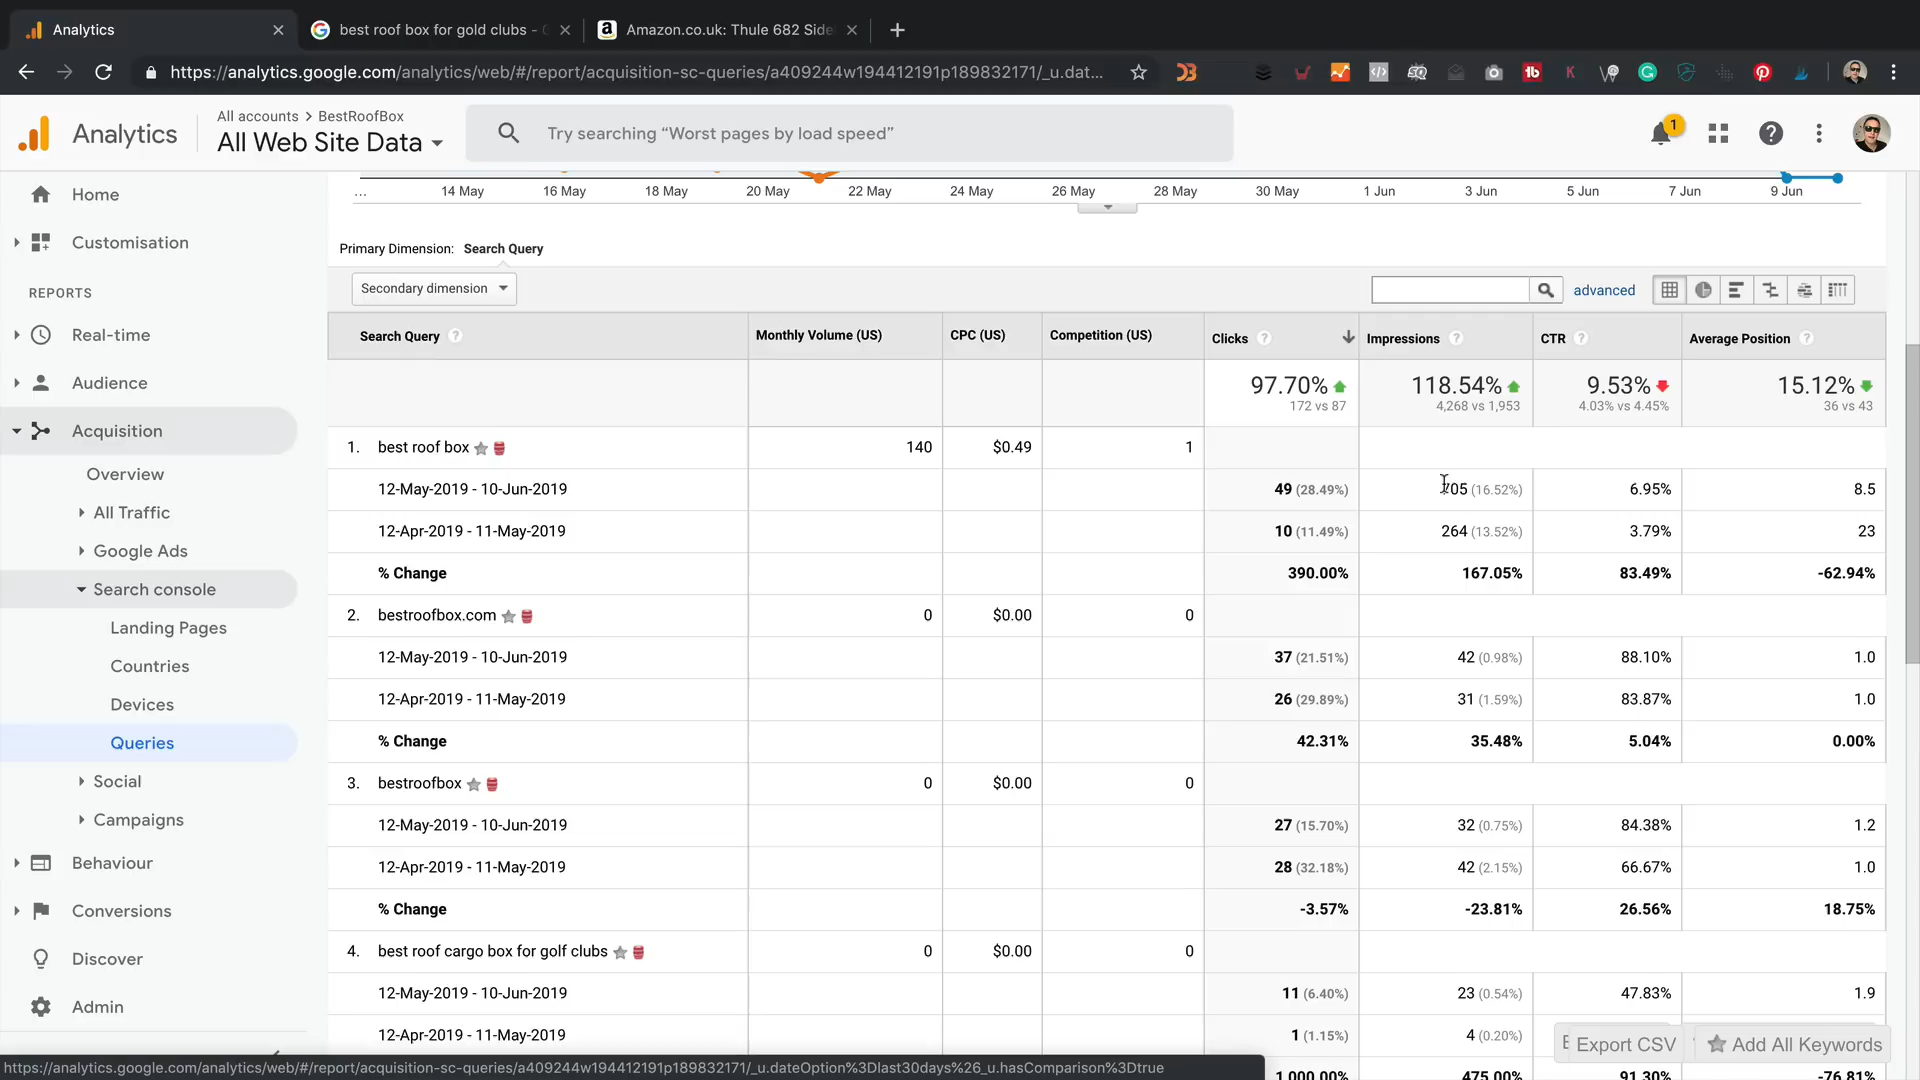 Analytics
best roof box for gold clubs - G
Amazon.co.uk: Thule 682 Side
https://analytics.google.com/analytics/web/#/report/acquisition-sc-queries/a409244w194412191p189832171/_u.dat...
Analytics
All accounts > BestRoofBox
All Web Site Data
Try searching “Worst pages by load speed”
1
Home
Customisation
REPORTS
Real-time
Audience
Acquisition
Overview
All Traffic
Google Ads
Search console
Landing Pages
Countries
Devices
Queries
Social
Campaigns
Behaviour
Conversions
Discover
Admin
... 14 May 16 May 18 May 20 May 22 May 24 May 26 May 28 May 30 May 1 Jun 3 Jun 5 Jun 7 Jun 9 Jun
Primary Dimension: Search Query
Secondary dimension
advanced
Search Query ? Monthly Volume (US) CPC (US) Competition (US) Clicks ? Impressions ? CTR ? Average Position ?
97.70% 118.54% 9.53% 15.12%
172 vs 87 4,268 vs 1,953 4.03% vs 4.45% 36 vs 43
1. best roof box 140 $0.49 1
12-May-2019 - 10-Jun-2019 49 (28.49%) 705 (16.52%) 6.95% 8.5
12-Apr-2019 - 11-May-2019 10 (11.49%) 264 (13.52%) 3.79% 23
% Change 390.00% 167.05% 83.49% -62.94%
2. bestroofbox.com 0 $0.00 0
12-May-2019 - 10-Jun-2019 37 (21.51%) 42 (0.98%) 88.10% 1.0
12-Apr-2019 - 11-May-2019 26 (29.89%) 31 (1.59%) 83.87% 1.0
% Change 42.31% 35.48% 5.04% 0.00%
3. bestroofbox 0 $0.00 0
12-May-2019 - 10-Jun-2019 27 (15.70%) 32 (0.75%) 84.38% 1.2
12-Apr-2019 - 11-May-2019 28 (32.18%) 42 (2.15%) 66.67% 1.0
% Change -3.57% -23.81% 26.56% 18.75%
4. best roof cargo box for golf clubs 0 $0.00 0
12-May-2019 - 10-Jun-2019 11 (6.40%) 23 (0.54%) 47.83% 1.9
12-Apr-2019 - 11-May-2019 1 (1.15%) 4 (0.20%)
Export CSV Add All Keywords
1,000.00% 475.00% 91.30% -76.81%
https://analytics.google.com/analytics/web/#/report/acquisition-sc-queries/a409244w194412191p189832171/_u.dateOption%3Dlast30days%26_u.hasComparison%3Dtrue